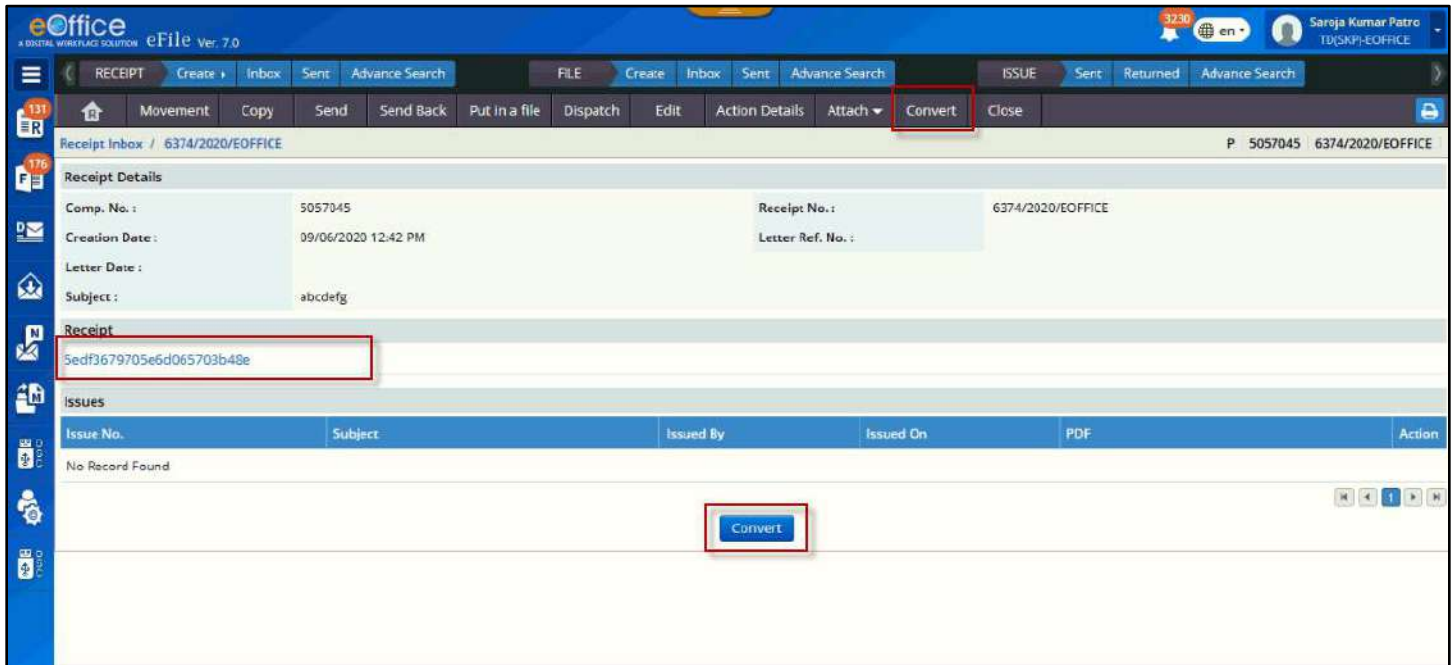 eOffice
A DIGITAL WORKPLACE SOLUTION eFile Ver. 7.0
3230
en
Saroja Kumar Patro
TD(SKP)-EOFFICE
RECEIPT Create Inbox Sent Advance Search FILE Create Inbox Sent Advance Search ISSUE Sent Returned Advance Search
131
R
Movement Copy Send Send Back Put in a file Dispatch Edit Action Details Attach Convert Close
Receipt Inbox / 6374/2020/EOFFICE P 5057045 6374/2020/EOFFICE
176
F
Receipt Details
Comp. No. : 5057045 Receipt No. : 6374/2020/EOFFICE
D
Creation Date : 09/06/2020 12:42 PM Letter Ref. No. :
Letter Date :
Subject : abcdefg
N
Receipt
5edf3679705e6d065703b48e
M
Issues
Issue No. Subject Issued By Issued On PDF Action
DSC
No Record Found
1
Convert
DSC